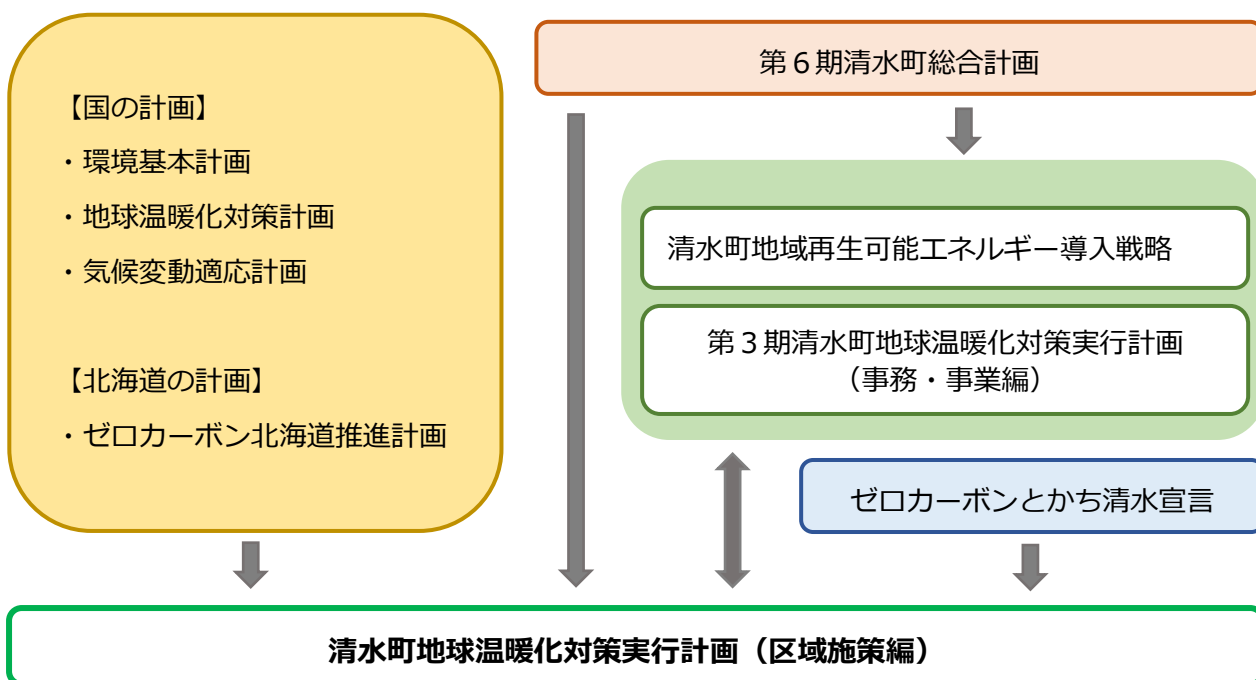 【国の計画】
・環境基本計画
・地球温暖化対策計画
・気候変動適応計画
【北海道の計画】
・ゼロカーボン北海道推進計画
第６期清水町総合計画
清水町地域再生可能エネルギー導入戦略
第３期清水町地球温暖化対策実行計画
（事務・事業編）
ゼロカーボンとかち清水宣言
清水町地球温暖化対策実行計画（区域施策編）